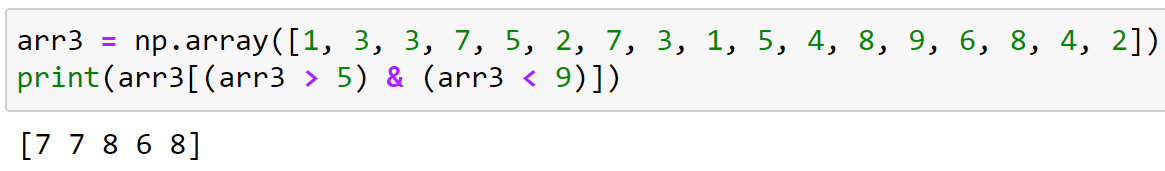 arr3 = np.array([1, 3, 3, 7, 5, 2, 7, 3, 1, 5, 4, 8, 9, 6, 8, 4, 2])
print(arr3[(arr3 > 5) & (arr3 < 9)])
[7 7 8 6 8]